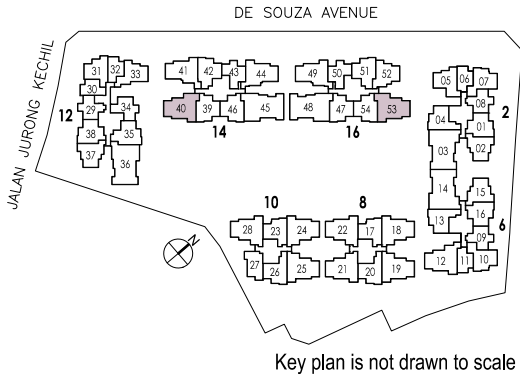 DE SOUZA AVENUE
JALAN JURONG KECHIL
31 32 33
30
29 34
12
38 35
37 36
41 42 43 44
40 39 46 45
14
49 50 51 52
48 47 54 53
16
05 06 07
08
04 01
2
03 02
14 15
13 16
6
09
12 11 10
10
28 23 24
27 26 25
8
22 17 18
21 20 19
N
Key plan is not drawn to scale